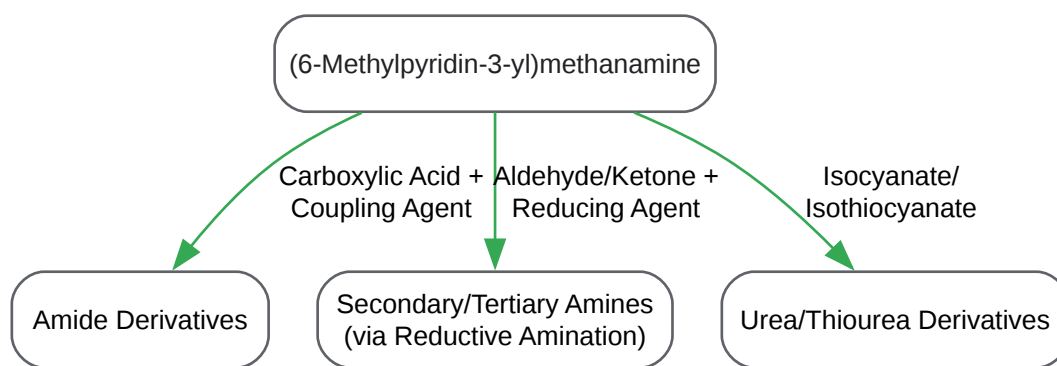 (6-Methylpyridin-3-yl)methanamine
Carboxylic Acid +
Coupling Agent
Aldehyde/Ketone +
Reducing Agent
Isocyanate/
Isothiocyanate
Amide Derivatives
Secondary/Tertiary Amines
(via Reductive Amination)
Urea/Thiourea Derivatives